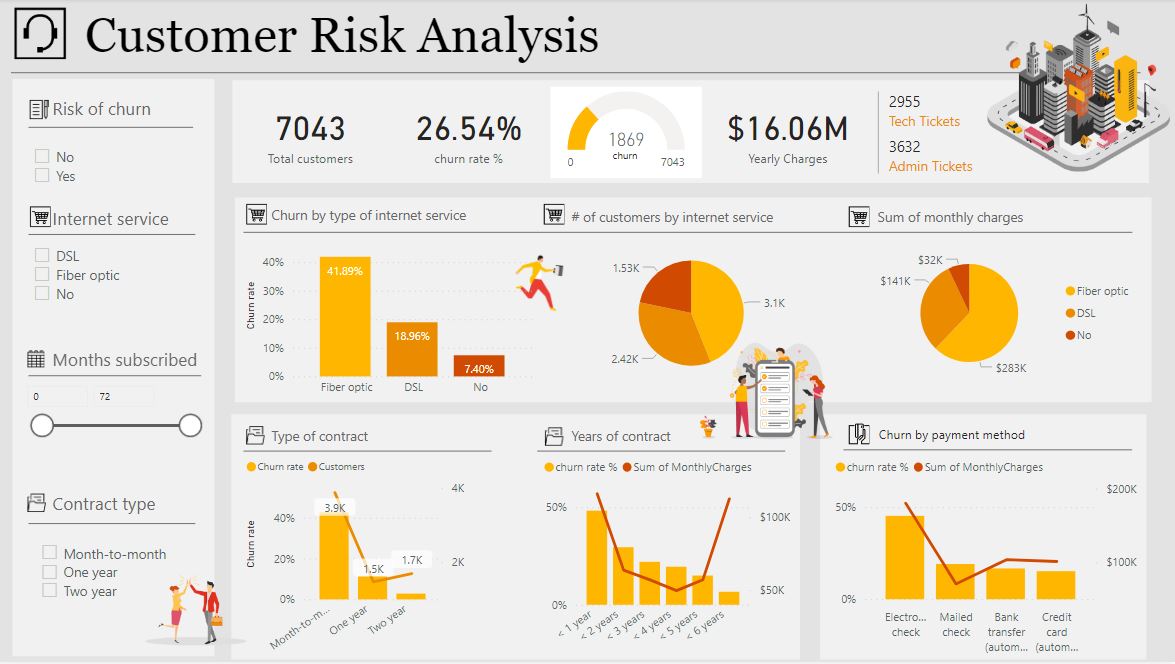 Customer Risk Analysis
Risk of churn
No
Yes
Internet service
DSL
Fiber optic
No
Months subscribed
0
72
Contract type
Month-to-month
One year
Two year
7043
Total customers
26.54%
churn rate %
1869
churn
0
7043
$16.06M
Yearly Charges
2955
Tech Tickets
3632
Admin Tickets
Churn by type of internet service
Churn rate
40%
30%
20%
10%
0%
41.89%
18.96%
7.40%
Fiber optic
DSL
No
# of customers by internet service
1.53K
3.1K
2.42K
Sum of monthly charges
$32K
$141K
$283K
Fiber optic
DSL
No
Type of contract
Churn rate
Customers
Churn rate
40%
20%
0%
4K
2K
3.9K
1.5K
1.7K
Month-to-m...
One year
Two year
Years of contract
churn rate %
Sum of MonthlyCharges
50%
0%
$100K
$50K
< 1 year
< 2 years
< 3 years
< 4 years
< 5 years
< 6 years
Churn by payment method
churn rate %
Sum of MonthlyCharges
50%
0%
$200K
$100K
Electro...
check
Mailed
check
Bank
transfer
(autom...
Credit
card
(autom...